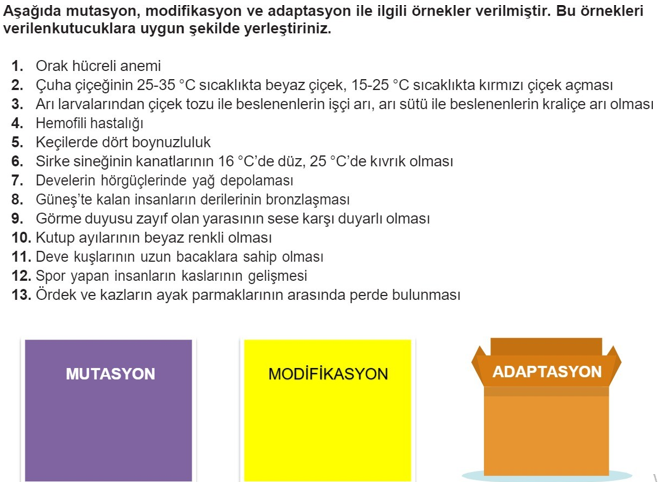 Aşağıda mutasyon, modifikasyon ve adaptasyon ile ilgili örnekler verilmiştir. Bu örnekleri
verilenkutucuklara uygun şekilde yerleştiriniz.
1. Orak hücreli anemi
2. Çuha çiçeğinin 25-35 °C sıcaklıkta beyaz çiçek, 15-25 °C sıcaklıkta kırmızı çiçek açması
3. Arı larvalarından çiçek tozu ile beslenenlerin işçi arı, arı sütü ile beslenenlerin kraliçe arı olması
4. Hemofili hastalığı
5. Keçilerde dört boynuzluluk
6. Sirke sineğinin kanatlarının 16 °C'de düz, 25 °C'de kıvrık olması
7. Develerin hörgüçlerinde yağ depolaması
8. Güneş'te kalan insanların derilerinin bronzlaşması
9. Görme duyusu zayıf olan yarasının sese karşı duyarlı olması
10. Kutup ayılarının beyaz renkli olması
11. Deve kuşlarının uzun bacaklara sahip olması
12. Spor yapan insanların kaslarının gelişmesi
13. Ördek ve kazların ayak parmaklarının arasında perde bulunması
MUTASYON
MODİFİKASYON
ADAPTASYON
\